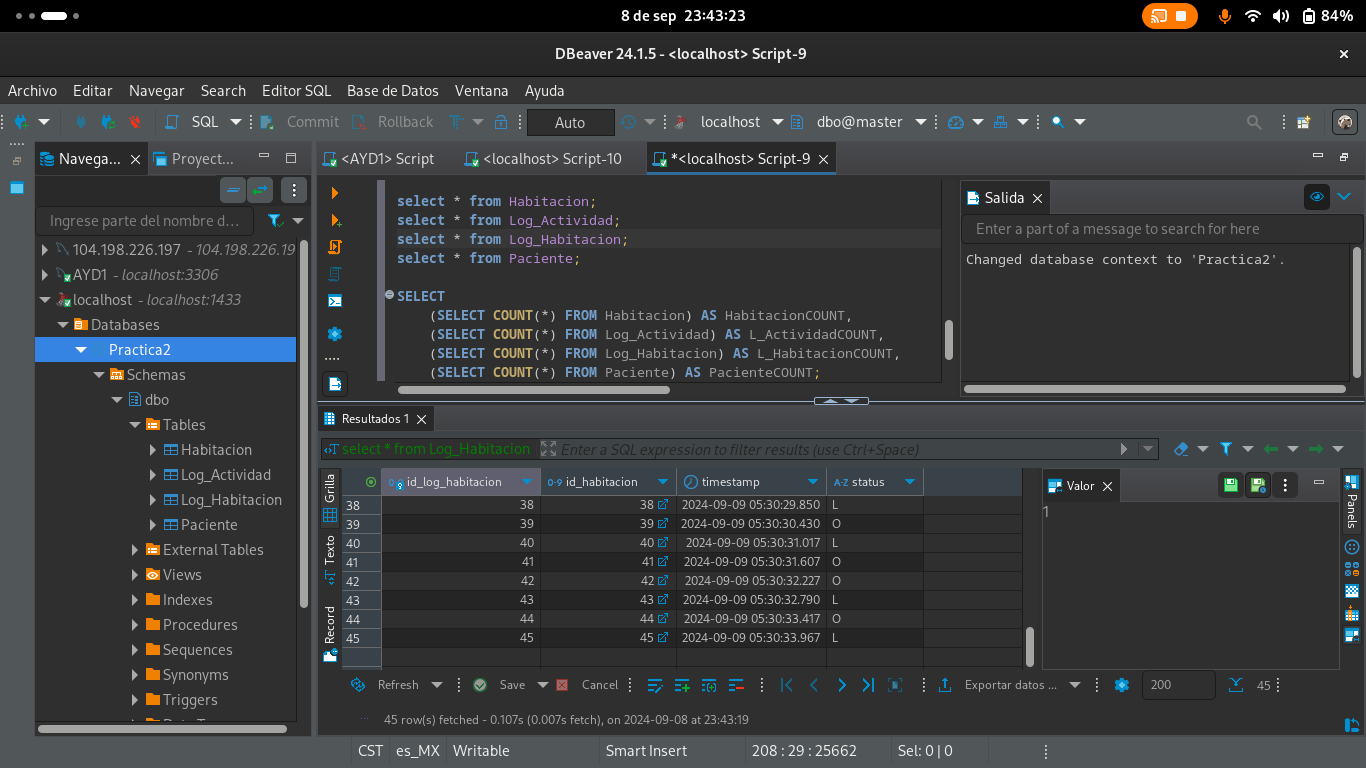 8 de sep 23:43:23
84%
DBeaver 24.1.5 - <localhost> Script-9
Archivo Editar Navegar Search Editor SQL Base de Datos Ventana Ayuda
SQL Commit Rollback Auto localhost dbo@master
Navega... Proyect...
Ingrese parte del nombre d...
104.198.226.197 - 104.198.226.19
AYD1 - localhost:3306
localhost - localhost:1433
Databases
Practica2
Schemas
dbo
Tables
Habitacion
Log_Actividad
Log_Habitacion
Paciente
External Tables
Views
Indexes
Procedures
Sequences
Synonyms
Triggers
<AYD1> Script <localhost> Script-10 *<localhost> Script-9
select * from Habitacion;
select * from Log_Actividad;
select * from Log_Habitacion;
select * from Paciente;
SELECT
(SELECT COUNT(*) FROM Habitacion) AS HabitacionCOUNT,
(SELECT COUNT(*) FROM Log_Actividad) AS L_ActividadCOUNT,
(SELECT COUNT(*) FROM Log_Habitacion) AS L_HabitacionCOUNT,
(SELECT COUNT(*) FROM Paciente) AS PacienteCOUNT;
Salida
Enter a part of a message to search for here
Changed database context to 'Practica2'.
Resultados 1
select * from Log_Habitacion Enter a SQL expression to filter results (use Ctrl+Space)
Grilla
Texto
Record
id_log_habitacion id_habitacion timestamp status
38 38 38 2024-09-09 05:30:29.850 L
39 39 39 2024-09-09 05:30:30.430 O
40 40 40 2024-09-09 05:30:31.017 L
41 41 41 2024-09-09 05:30:31.607 O
42 42 42 2024-09-09 05:30:32.227 O
43 43 43 2024-09-09 05:30:32.790 L
44 44 44 2024-09-09 05:30:33.417 O
45 45 45 2024-09-09 05:30:33.967 L
Valor
1
Panels
Refresh Save Cancel Exportar datos ... 200 45
45 row(s) fetched - 0.107s (0.007s fetch), on 2024-09-08 at 23:43:19
CST es_MX Writable Smart Insert 208 : 29 : 25662 Sel: 0 | 0